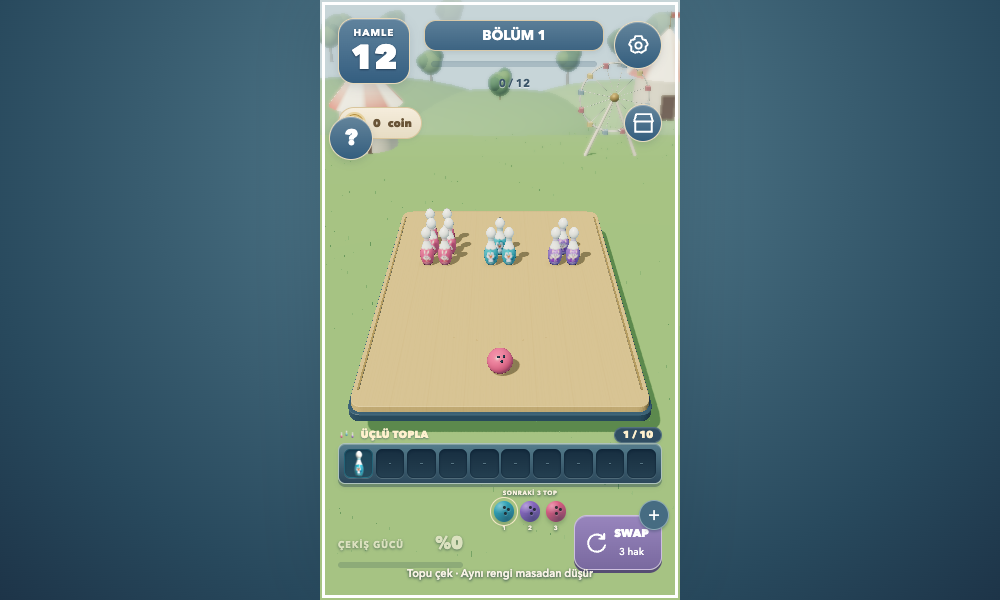 HAMLE
12
BÖLÜM 1
0/12
0 coin
?
ÜÇLÜ TOPLA
1/10
SONRAKİ 3 TOP
1 2 3
+
SWAP
3 hak
ÇEKİŞ GÜCÜ
%0
Topu çek · Aynı rengi masadan düşür